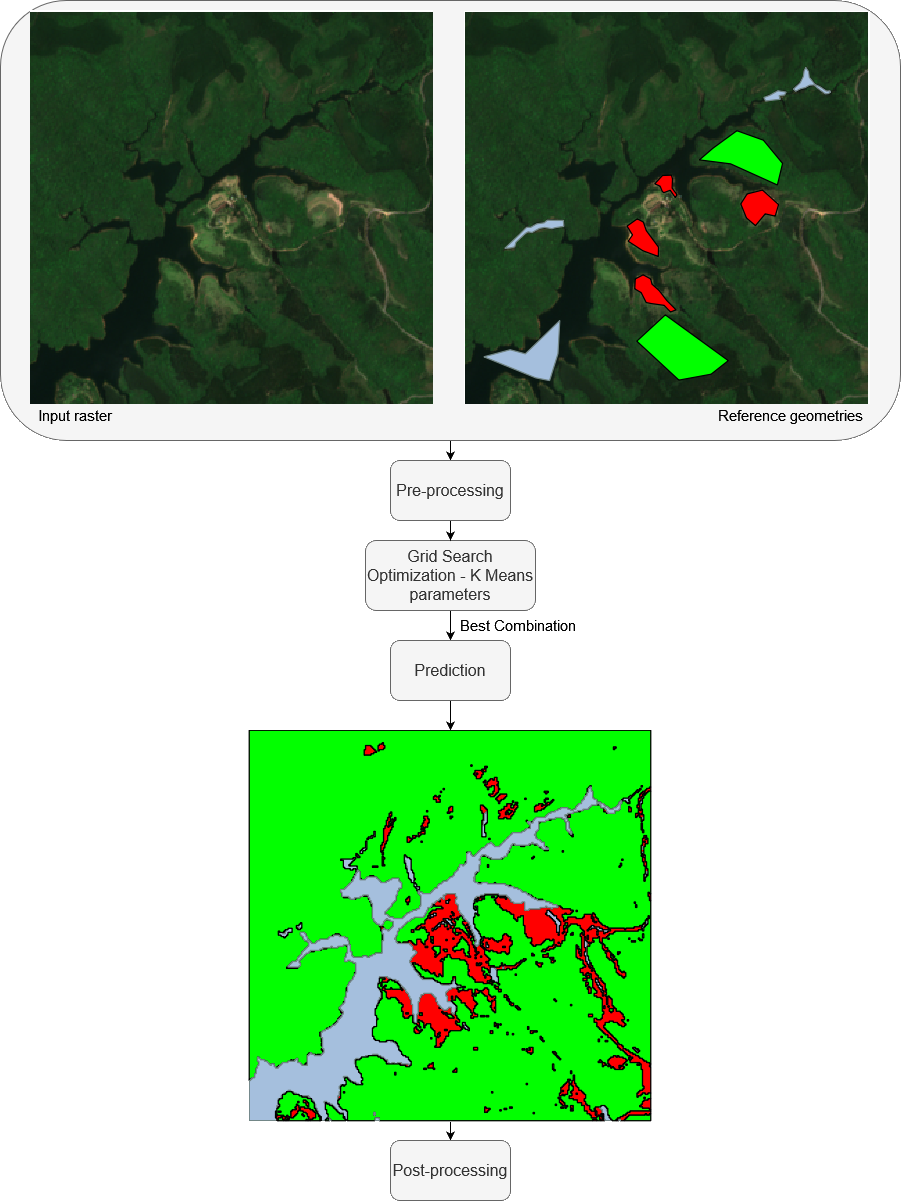 Input raster
Reference geometries
Pre-processing
Grid Search
Optimization - K Means
parameters
Best Combination
Prediction
Post-processing